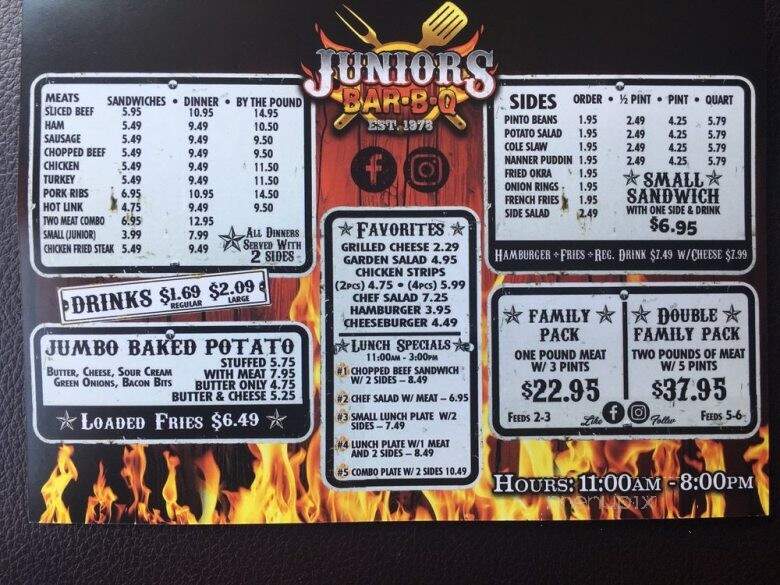 JUNIORS
BAR-B-Q
EST. 1978
MEATS SANDWICHES • DINNER • BY THE POUND
SLICED BEEF 5.95 10.95 14.95
HAM 5.49 9.49 10.50
SAUSAGE 5.49 9.49 9.50
CHOPPED BEEF 5.49 9.49 9.50
CHICKEN 5.49 9.49 11.50
TURKEY 5.49 9.49 11.50
PORK RIBS 6.95 10.95 14.50
HOT LINK 4.75 9.49 9.50
TWO MEAT COMBO 6.95 12.95
SMALL (JUNIOR) 3.99 7.99
CHICKEN FRIED STEAK 5.49 9.49
ALL DINNERS
SERVED WITH
2 SIDES
DRINKS $1.69 REGULAR $2.09 LARGE
JUMBO BAKED POTATO
BUTTER, CHEESE, SOUR CREAM
GREEN ONIONS, BACON BITS
STUFFED 5.75
WITH MEAT 7.95
BUTTER ONLY 4.75
BUTTER & CHEESE 5.25
LOADED FRIES $6.49
FAVORITES
GRILLED CHEESE 2.29
GARDEN SALAD 4.95
CHICKEN STRIPS
(2PCS) 4.75 • (4PCS) 5.99
CHEF SALAD 7.25
HAMBURGER 3.95
CHEESEBURGER 4.49
LUNCH SPECIALS
11:00AM - 3:00PM
#1 CHOPPED BEEF SANDWICH
W/ 2 SIDES - 8.49
#2 CHEF SALAD W/ MEAT - 6.95
#3 SMALL LUNCH PLATE W/2
SIDES - 7.49
#4 LUNCH PLATE W/1 MEAT
AND 2 SIDES - 8.49
#5 COMBO PLATE W/ 2 SIDES 10.49
SIDES ORDER • ½ PINT • PINT • QUART
PINTO BEANS 1.95 2.49 4.25 5.79
POTATO SALAD 1.95 2.49 4.25 5.79
COLE SLAW 1.95 2.49 4.25 5.79
NANNER PUDDIN 1.95 2.49 4.25 5.79
FRIED OKRA 1.95
ONION RINGS 1.95
FRENCH FRIES 1.95
SIDE SALAD 2.49
SMALL
SANDWICH
WITH ONE SIDE & DRINK
$6.95
HAMBURGER + FRIES + REG. DRINK $7.49 W/CHEESE $7.99
FAMILY
PACK
ONE POUND MEAT
W/ 3 PINTS
$22.95
FEEDS 2-3
DOUBLE
FAMILY PACK
TWO POUNDS OF MEAT
W/ 5 PINTS
$37.95
FEEDS 5-6
Like f Follow
HOURS: 11:00AM - 8:00PM
menupix